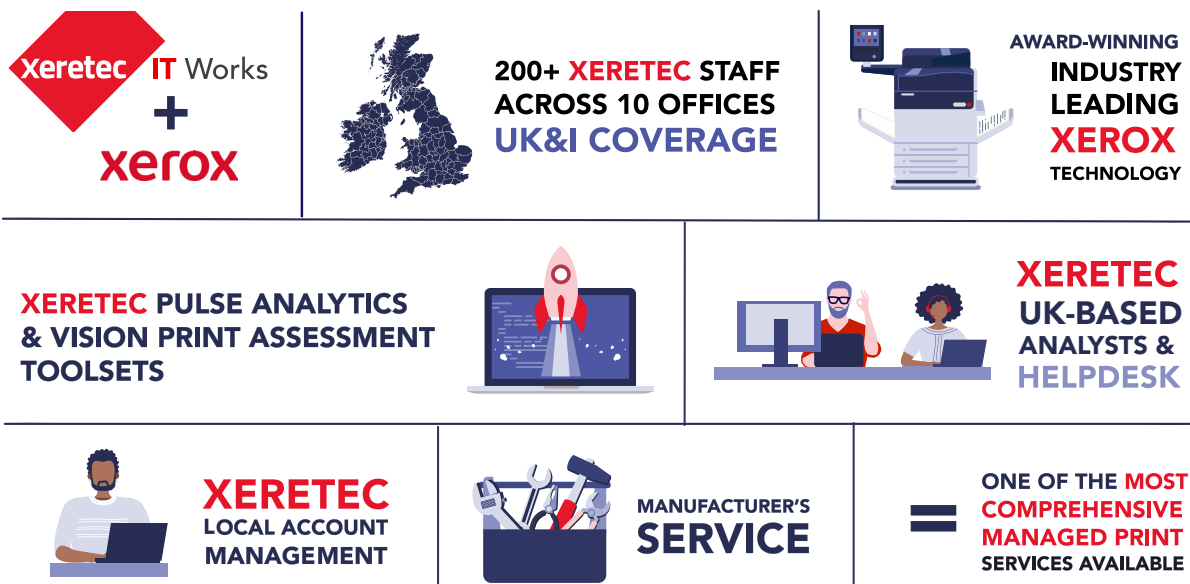 xeretec IT Works
+
xerox
200+ XERETEC STAFF
ACROSS 10 OFFICES
UK&I COVERAGE
AWARD-WINNING
INDUSTRY
LEADING
XEROX
TECHNOLOGY
XERETEC PULSE ANALYTICS
& VISION PRINT ASSESSMENT
TOOLSETS
XERETEC
UK-BASED
ANALYSTS &
HELPDESK
XERETEC
LOCAL ACCOUNT
MANAGEMENT
MANUFACTURER'S
SERVICE
=
ONE OF THE MOST
COMPREHENSIVE
MANAGED PRINT
SERVICES AVAILABLE